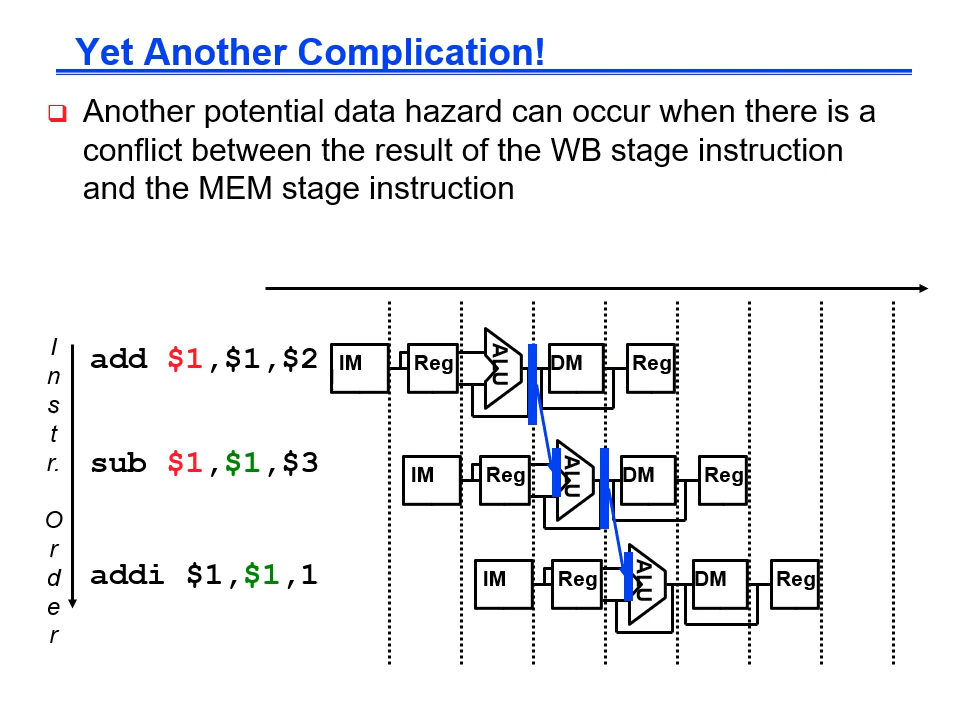 Yet Another Complication!
Another potential data hazard can occur when there is a
conflict between the result of the WB stage instruction
and the MEM stage instruction
I
n
s
t
r.
O
r
d
e
r
add $1,$1,$2
IM Reg ALU DM Reg
sub $1,$1,$3
IM Reg ALU DM Reg
addi $1,$1,1
IM Reg ALU DM Reg